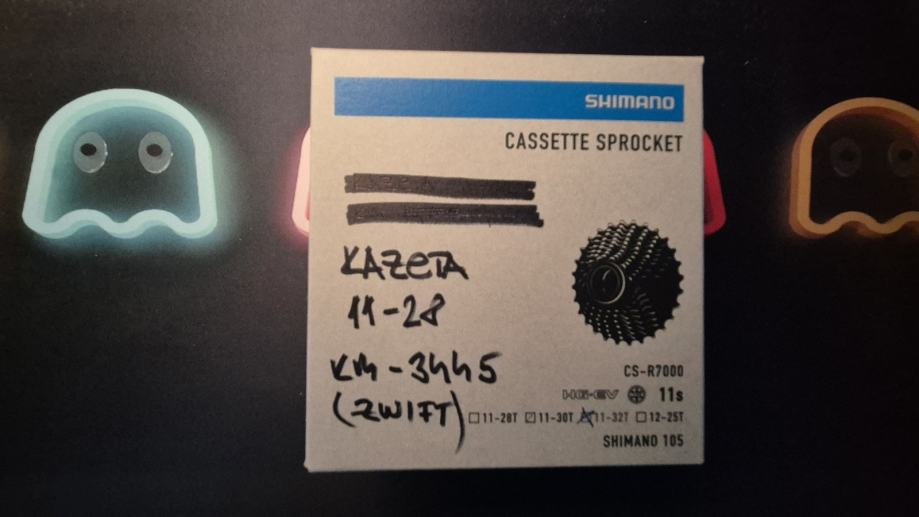 SHIMANO
CASSETTE SPROCKET
KAZETA
11-28
KM-3445
(ZWIFT)
CS-R7000
HG-EV 11s
11-28T 11-30T 11-32T 12-25T
SHIMANO 105